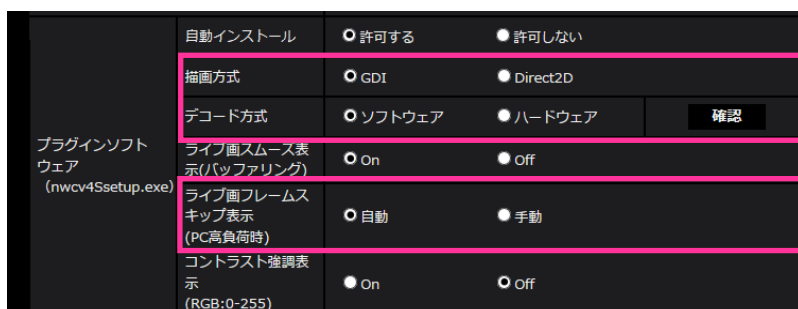 自動インストール 許可する 許可しない
描画方式 GDI Direct2D
デコード方式 ソフトウェア ハードウェア 確認
プラグインソフト
ウェア
（nwcv4Ssetup.exe）
ライブ画スムース表
示(バッファリング) On Off
ライブ画フレームス
キップ表示
(PC高負荷時) 自動 手動
コントラスト強調表
示
(RGB:0-255) On Off